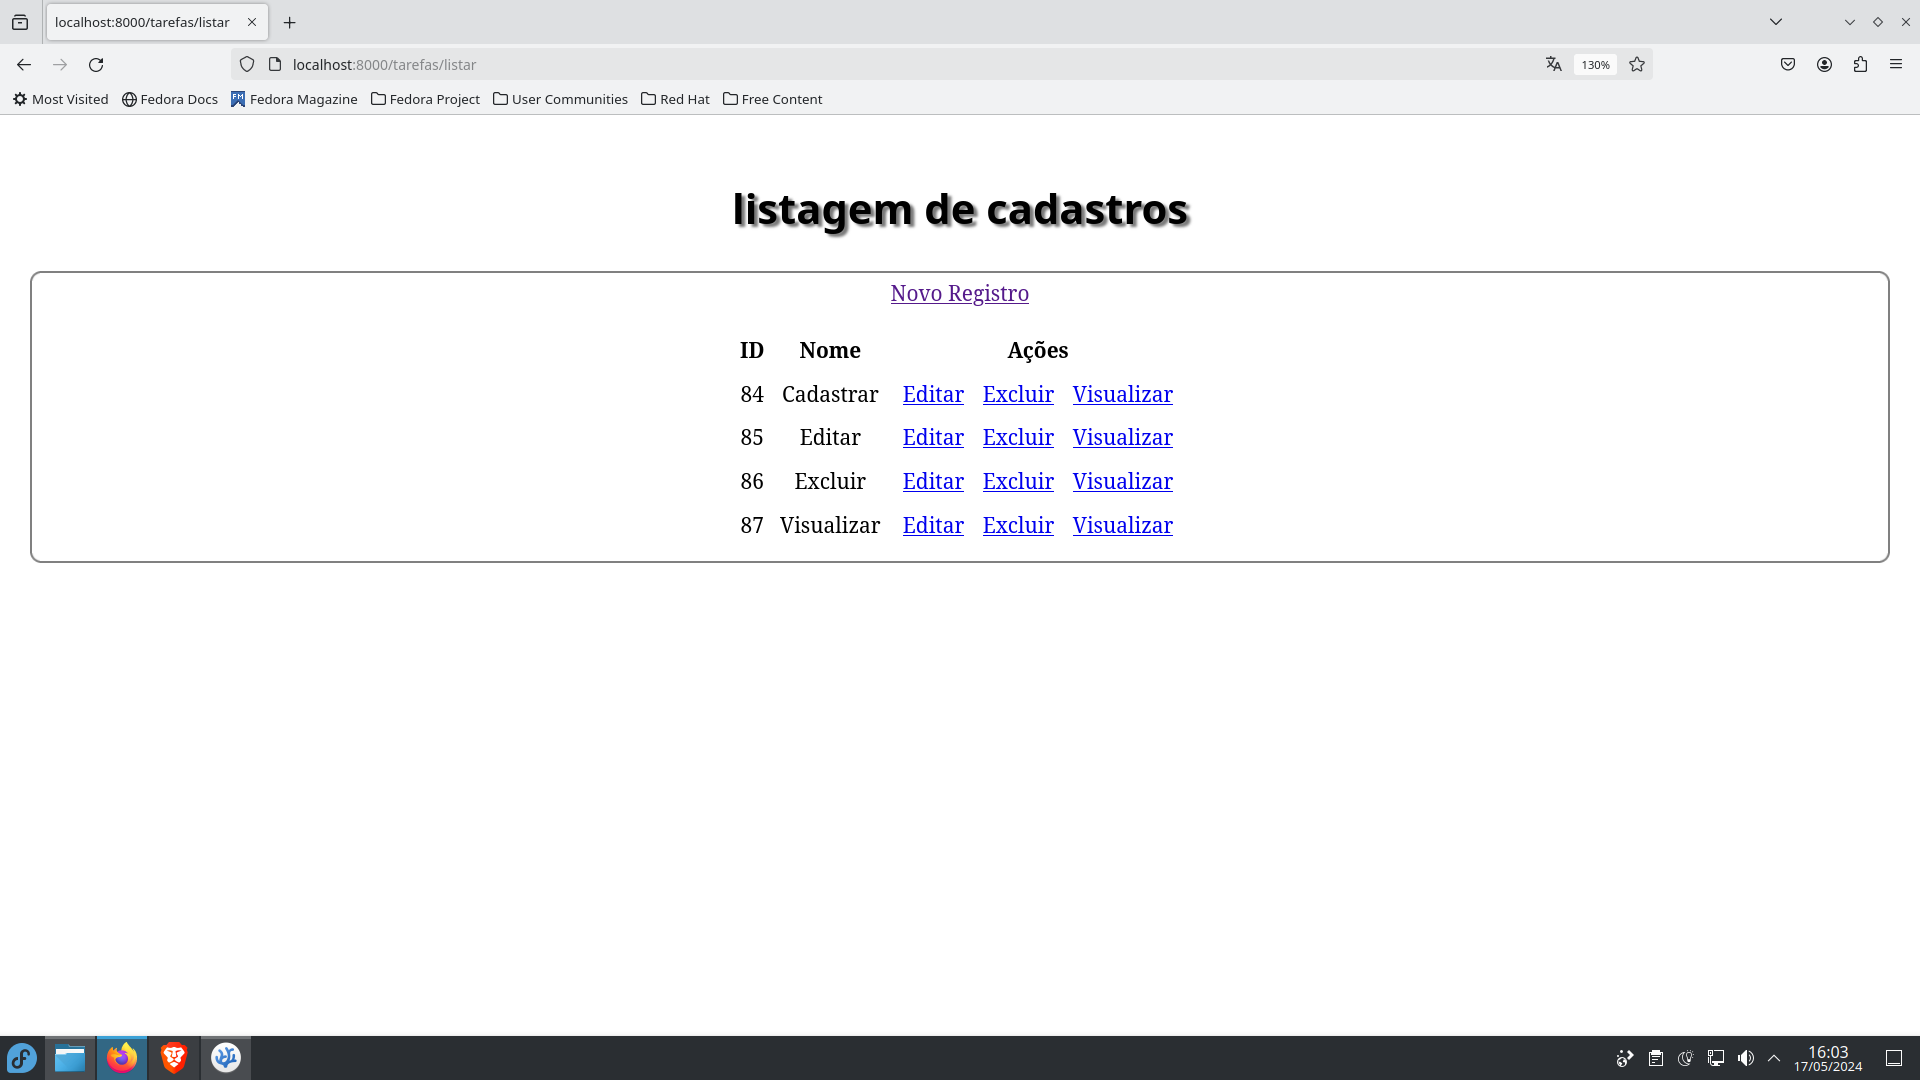 localhost:8000/tarefas/listar
localhost:8000/tarefas/listar 130%
Most Visited Fedora Docs Fedora Magazine Fedora Project User Communities Red Hat Free Content
listagem de cadastros
Novo Registro
ID Nome Ações
84 Cadastrar Editar Excluir Visualizar
85 Editar Editar Excluir Visualizar
86 Excluir Editar Excluir Visualizar
87 Visualizar Editar Excluir Visualizar
16:03
17/05/2024